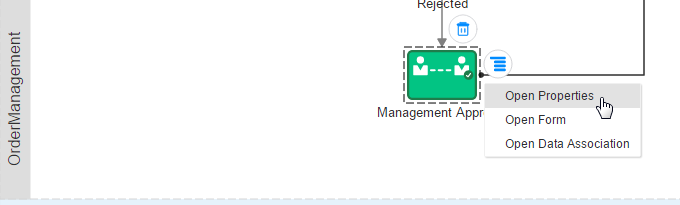 Rejected
OrderManagement
Management Appr
Open Properties
Open Form
Open Data Association